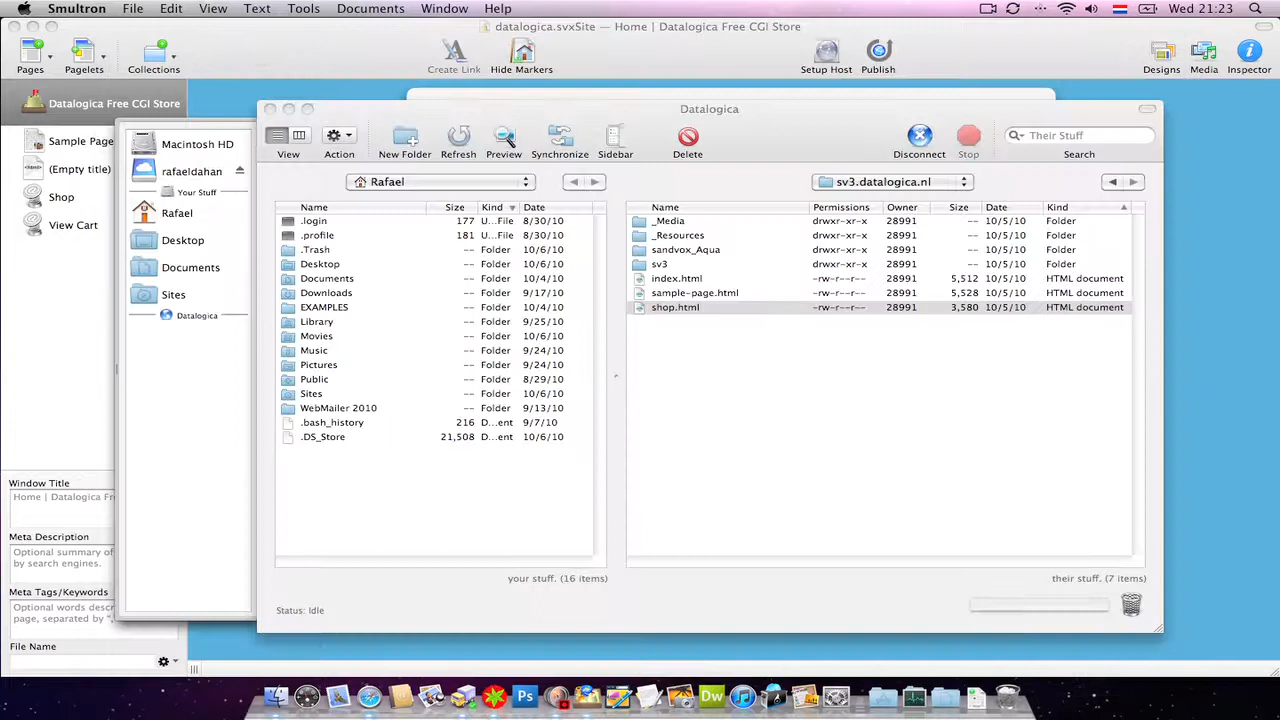 Smultron File Edit View Text Tools Documents Window Help Wed 21:23
datalogica.svxSite — Home | Datalogica Free CGI Store
Pages Pagelets Collections Create Link Hide Markers Setup Host Publish Designs Media Inspector
Datalogica Free CGI Store
Sample Page
(Empty title)
Shop
View Cart
Window Title
Home | Datalogica Fr
Meta Description
Optional summary of
by search engines.
Meta Tags/Keywords
Optional words descr
page, separated by ",
File Name
Macintosh HD
rafaeldahan
Your Stuff
Rafael
Desktop
Documents
Sites
Datalogica
Datalogica
View Action New Folder Refresh Preview Synchronize Sidebar Delete Disconnect Stop Search
Their Stuff
Rafael
sv3.datalogica.nl
Name Size Kind Date
.login 177 U...File 8/30/10
.profile 181 U...File 8/30/10
.Trash -- Folder 10/6/10
Desktop -- Folder 10/6/10
Documents -- Folder 10/4/10
Downloads -- Folder 9/17/10
EXAMPLES -- Folder 10/4/10
Library -- Folder 9/25/10
Movies -- Folder 10/6/10
Music -- Folder 9/24/10
Pictures -- Folder 9/24/10
Public -- Folder 8/29/10
Sites -- Folder 10/6/10
WebMailer 2010 -- Folder 9/13/10
.bash_history 216 D...ent 9/7/10
.DS_Store 21,508 D...ent 10/6/10
your stuff. (16 items)
Name Permissions Owner Size Date Kind
_Media drwxr-xr-x 28991 -- 10/5/10 Folder
_Resources drwxr-xr-x 28991 -- 10/5/10 Folder
sandvox_Aqua drwxr-xr-x 28991 -- 10/5/10 Folder
sv3 drwxr-xr-x 28991 -- 10/5/10 Folder
index.html -rw-r--r-- 28991 5,512 10/5/10 HTML document
sample-page.html -rw-r--r-- 28991 5,528 10/5/10 HTML document
shop.html -rw-r--r-- 28991 3,580 10/5/10 HTML document
their stuff. (7 items)
Status: Idle
Ps
Dw